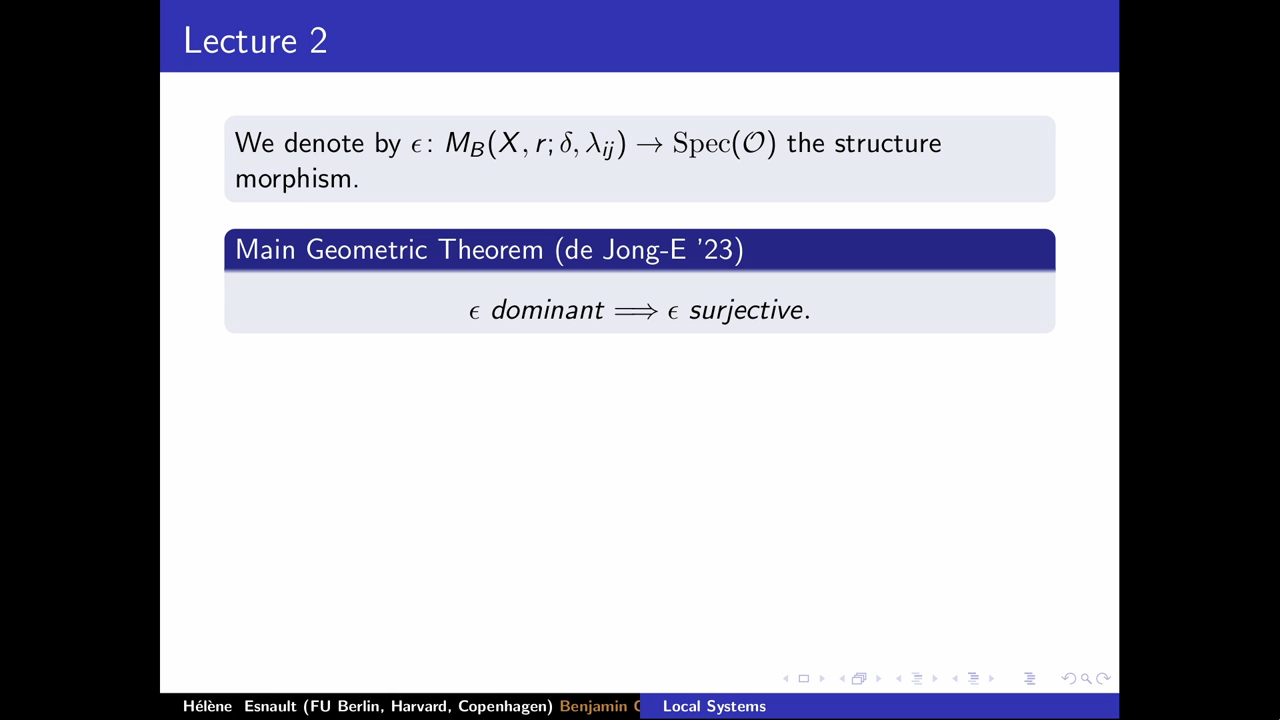 Lecture 2
We denote by ϵ: M_B(X, r; δ, λ_ij) → Spec(𝒪) the structure
morphism.
Main Geometric Theorem (de Jong-E '23)
ϵ dominant ⟹ ϵ surjective.
Hélène Esnault (FU Berlin, Harvard, Copenhagen) Benjamin Local Systems